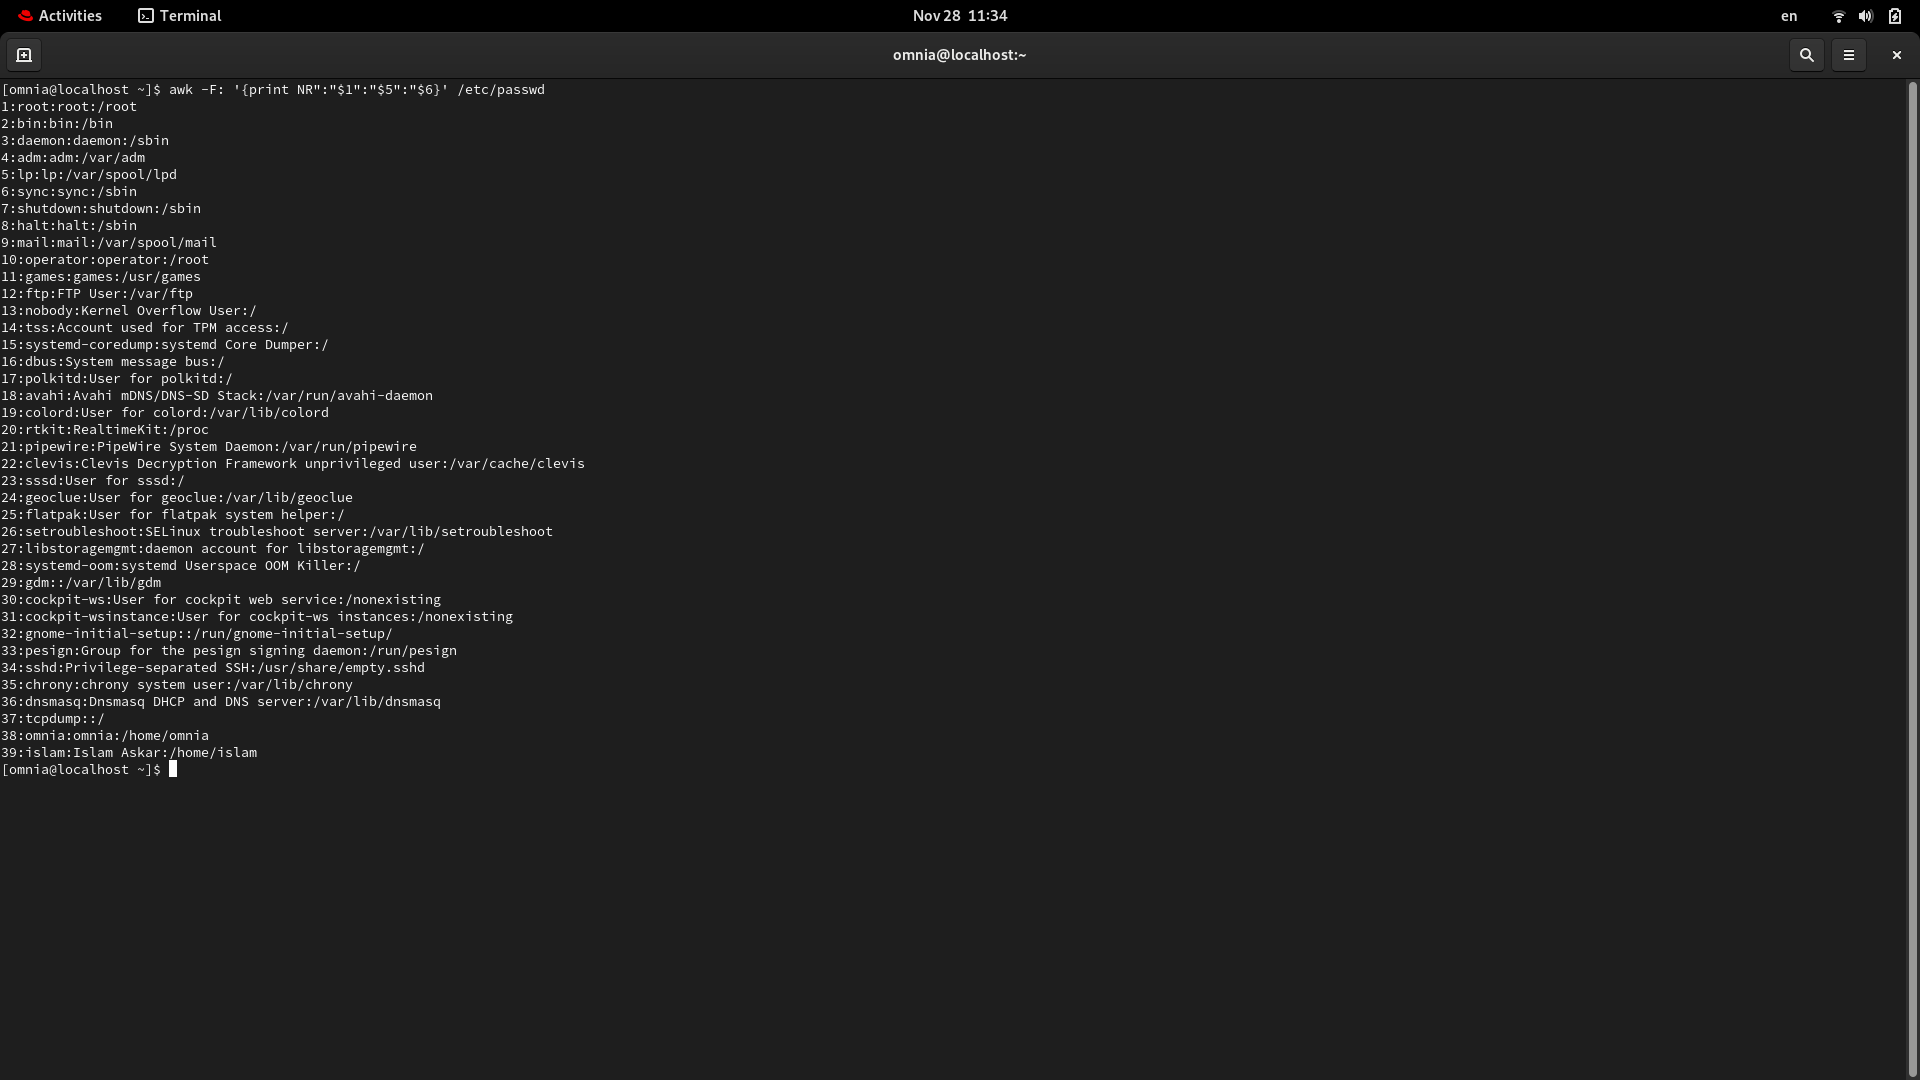 Activities Terminal Nov 28 11:34 en
omnia@localhost:~
[omnia@localhost ~]$ awk -F: '{print NR":"$1":"$5":"$6}' /etc/passwd
1:root:root:/root
2:bin:bin:/bin
3:daemon:daemon:/sbin
4:adm:adm:/var/adm
5:lp:lp:/var/spool/lpd
6:sync:sync:/sbin
7:shutdown:shutdown:/sbin
8:halt:halt:/sbin
9:mail:mail:/var/spool/mail
10:operator:operator:/root
11:games:games:/usr/games
12:ftp:FTP User:/var/ftp
13:nobody:Kernel Overflow User:/
14:tss:Account used for TPM access:/
15:systemd-coredump:systemd Core Dumper:/
16:dbus:System message bus:/
17:polkitd:User for polkitd:/
18:avahi:Avahi mDNS/DNS-SD Stack:/var/run/avahi-daemon
19:colord:User for colord:/var/lib/colord
20:rtkit:RealtimeKit:/proc
21:pipewire:PipeWire System Daemon:/var/run/pipewire
22:clevis:Clevis Decryption Framework unprivileged user:/var/cache/clevis
23:sssd:User for sssd:/
24:geoclue:User for geoclue:/var/lib/geoclue
25:flatpak:User for flatpak system helper:/
26:setroubleshoot:SELinux troubleshoot server:/var/lib/setroubleshoot
27:libstoragemgmt:daemon account for libstoragemgmt:/
28:systemd-oom:systemd Userspace OOM Killer:/
29:gdm::/var/lib/gdm
30:cockpit-ws:User for cockpit web service:/nonexisting
31:cockpit-wsinstance:User for cockpit-ws instances:/nonexisting
32:gnome-initial-setup::/run/gnome-initial-setup/
33:pesign:Group for the pesign signing daemon:/run/pesign
34:sshd:Privilege-separated SSH:/usr/share/empty.sshd
35:chrony:chrony system user:/var/lib/chrony
36:dnsmasq:Dnsmasq DHCP and DNS server:/var/lib/dnsmasq
37:tcpdump::/
38:omnia:omnia:/home/omnia
39:islam:Islam Askar:/home/islam
[omnia@localhost ~]$